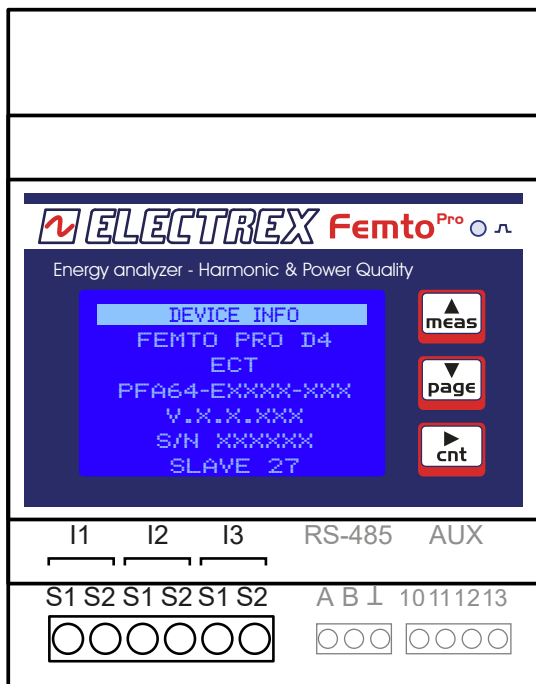 ELECTREX Femto Pro
Energy analyzer - Harmonic & Power Quality
DEVICE INFO
FEMTO PRO D4
ECT
PFA64-EXXXX-XXX
V.X.X.XXX
S/N XXXXXX
SLAVE 27
meas
page
cnt
I1 I2 I3 RS-485 AUX
S1 S2 S1 S2 S1 S2 A B ⊥ 10 11 12 13